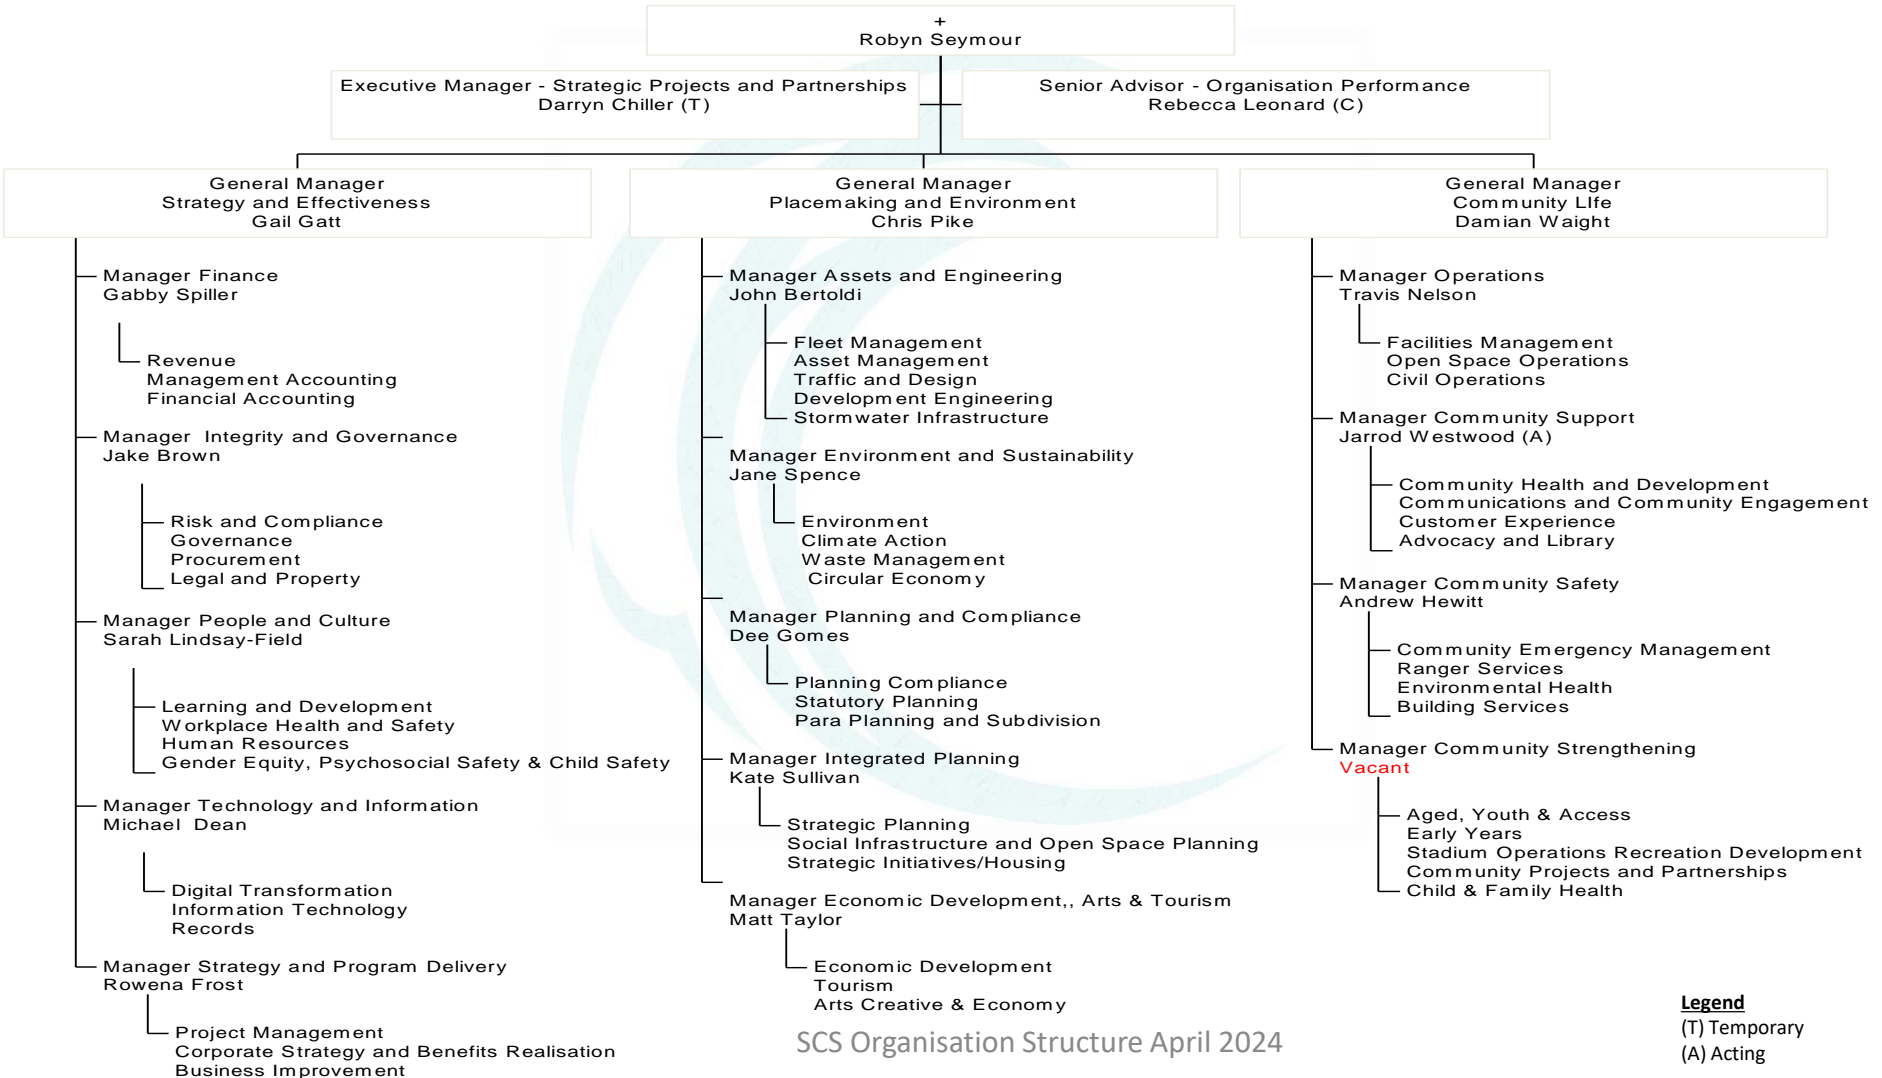 +
Robyn Seymour
Executive Manager - Strategic Projects and Partnerships
Darryn Chiller (T)
Senior Advisor - Organisation Performance
Rebecca Leonard (C)
General Manager
Strategy and Effectiveness
Gail Gatt
Manager Finance
Gabby Spiller
Revenue
Management Accounting
Financial Accounting
Manager Integrity and Governance
Jake Brown
Risk and Compliance
Governance
Procurement
Legal and Property
Manager People and Culture
Sarah Lindsay-Field
Learning and Development
Workplace Health and Safety
Human Resources
Gender Equity, Psychosocial Safety & Child Safety
Manager Technology and Information
Michael Dean
Digital Transformation
Information Technology
Records
Manager Strategy and Program Delivery
Rowena Frost
Project Management
Corporate Strategy and Benefits Realisation
Business Improvement
General Manager
Placemaking and Environment
Chris Pike
Manager Assets and Engineering
John Bertoldi
Fleet Management
Asset Management
Traffic and Design
Development Engineering
Stormwater Infrastructure
Manager Environment and Sustainability
Jane Spence
Environment
Climate Action
Waste Management
Circular Economy
Manager Planning and Compliance
Dee Gomes
Planning Compliance
Statutory Planning
Para Planning and Subdivision
Manager Integrated Planning
Kate Sullivan
Strategic Planning
Social Infrastructure and Open Space Planning
Strategic Initiatives/Housing
Manager Economic Development,, Arts & Tourism
Matt Taylor
Economic Development
Tourism
Arts Creative & Economy
General Manager
Community LIfe
Damian Waight
Manager Operations
Travis Nelson
Facilities Management
Open Space Operations
Civil Operations
Manager Community Support
Jarrod Westwood (A)
Community Health and Development
Communications and Community Engagement
Customer Experience
Advocacy and Library
Manager Community Safety
Andrew Hewitt
Community Emergency Management
Ranger Services
Environmental Health
Building Services
Manager Community Strengthening
Vacant
Aged, Youth & Access
Early Years
Stadium Operations Recreation Development
Community Projects and Partnerships
Child & Family Health
SCS Organisation Structure April 2024
Legend
(T) Temporary
(A) Acting